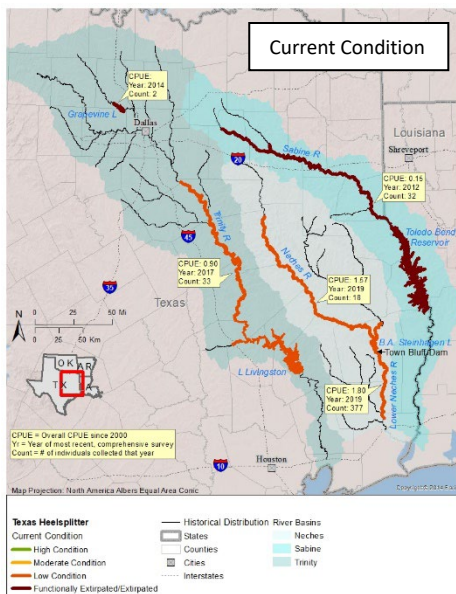 Current Condition
CPUE:
Year: 2014
Count: 2
Grapevine L
Dallas
Louisiana
Sabine R
Shreveport
20
CPUE: 0.15
Year: 2012
Count: 32
Toledo Bend
Reservoir
45
Trinity R
Neches R
CPUE: 0.90
Year: 2017
Count: 33
CPUE: 1.57
Year: 2019
Count: 18
35
Texas
N
0 25 50 Mi
0 25 50 Km
B.A. Steinhagen L
Town Bluff Dam
OK AR
TX LA
L Livingston
CPUE: 1.80
Year: 2019
Count: 377
Lower Neches R
CPUE = Overall CPUE since 2000
Yr = Year of most recent, comprehensive survey
Count = # of individuals collected that year
10
Houston
Map Projection: North America Albers Equal Area Conic
Texas Heelsplitter
Current Condition
High Condition
Moderate Condition
Low Condition
Functionally Extirpated/Extirpated
Historical Distribution
States
Counties
Cities
Interstates
River Basins
Neches
Sabine
Trinity